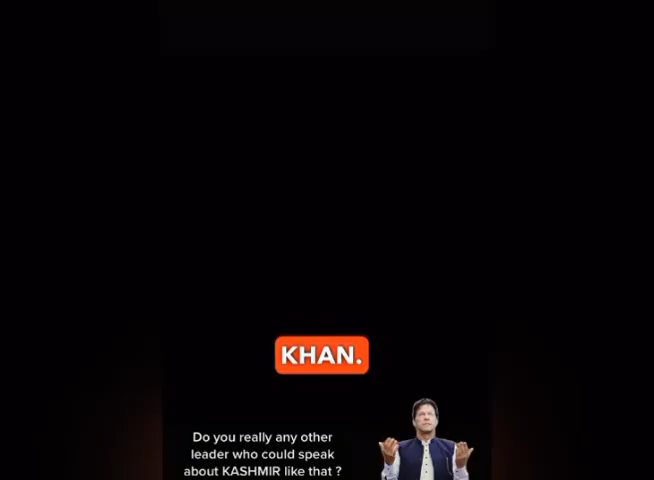 KHAN.
Do you really any other
leader who could speak
about KASHMIR like that ?